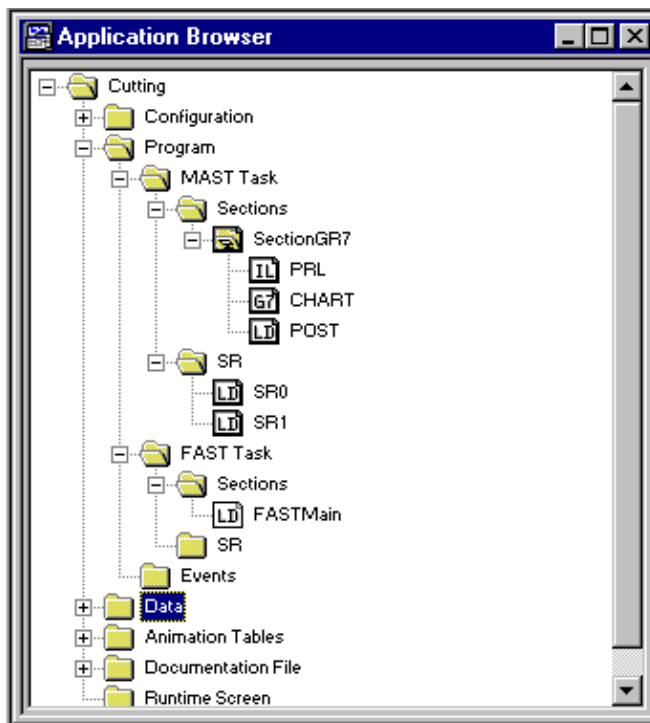 Application Browser
Cutting
Configuration
Program
MAST Task
Sections
SectionGR7
IL PRL
G7 CHART
LD POST
SR
LD SR0
LD SR1
FAST Task
Sections
LD FASTMain
SR
Events
Data
Animation Tables
Documentation File
Runtime Screen